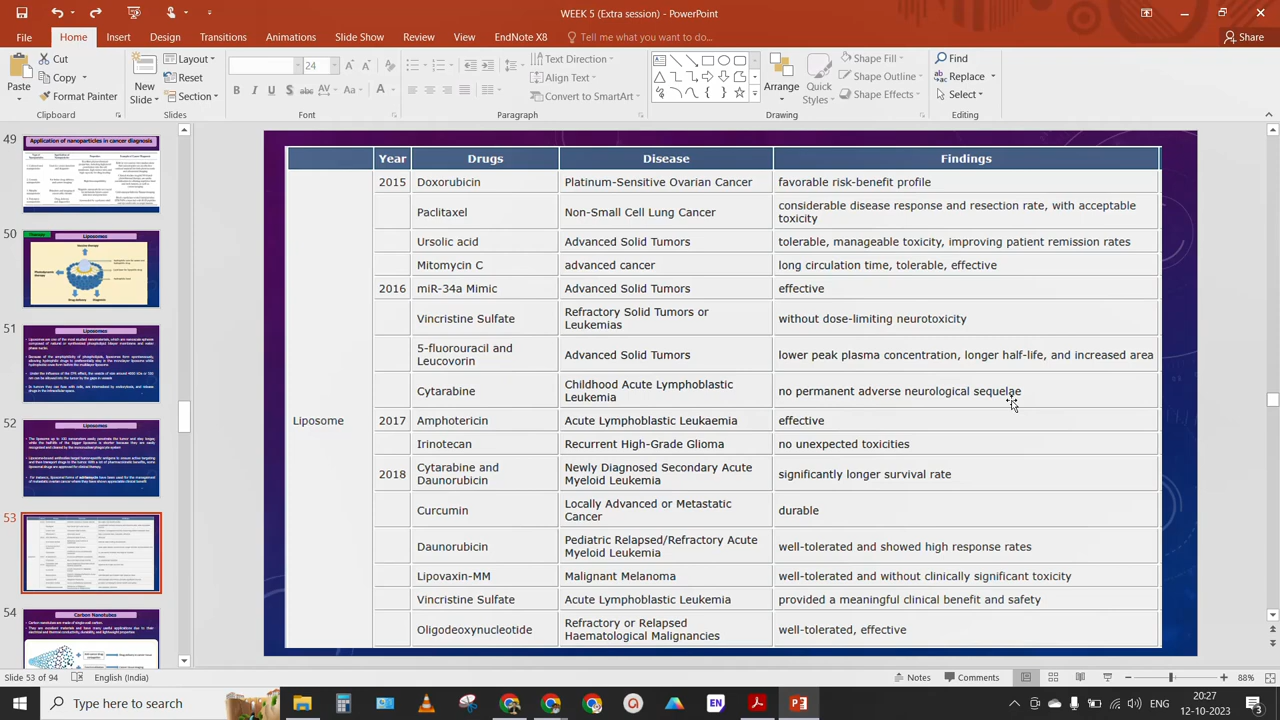 WEEK 5 (Extra session) - PowerPoint
File Home Insert Design Transitions Animations Slide Show Review View EndNote X8 Tell me what you want to do... Share
Cut Copy Format Painter Paste Clipboard
New Slide Layout Reset Section Slides
24 Font
Text Direction Align Text Convert to SmartArt Paragraph
Arrange Quick Styles Shape Fill Shape Outline Shape Effects Drawing
Find Replace Select Editing
49
Application of nanoparticles in cancer diagnosis
50
Liposomes
51
Liposomes
52
Liposomes
53
54
Carbon Nanotubes
Drugs Disease
2015 Doxorubicin Platinum-Sensitive Ovarian Cancer favorable risk-benefit profile
Paclitaxel Non-Small Cell Lung Cancer considerable disease response and resection rate, with acceptable
toxicity
Ursolic acid Advanced Solid Tumors tolerable, manageable toxicity, improving patient remission rates
Mitomycin C advanced cancer long circulation time, tolerable, effective
2016 miR-34a Mimic Advanced Solid Tumors effective
Vincristine Sulfate Refractory Solid Tumors or
Leukemias without dose-limiting neurotoxicity
5-fluorouracil
Leucovorin Advanced Solid Tumors lower peak plasma concentration, longer half-life, and increased area
Cytarabine Childhood Acute Lymphoblastic
Leukemia no permanent adverse neurological sequelae
Liposome 2017 Amphotericin Acute Lymphoblastic Leukaemia effective
Irinotecan Recurrent High-Grade Glioma toxicities
2018 Cytarabine and
Daunorubicin Newly Diagnosed Secondary Acute
Myeloid Leukemia significantly longer survival rate
Curcumin Locally Advanced or Metastatic
Cancer durable
Daunorubicin Pediatric Relapsed/Refractory Acute
Myeloid Leukemia well-tolerated and showed high response rates
Lipovaxin-MM Malignant Melanoma well-tolerated and without clinically significant toxicity
Vincristine Sulfate Acute Lymphoblastic Leukemia meaningful clinical benefit and safety
Oligodeoxynucleotids Refractory or Relapsed
Haematological Malignancies well-tolerated, effective
Slide 53 of 94 English (India) Notes Comments 88%
Type here to search
ENG 20:27
12-10-2023